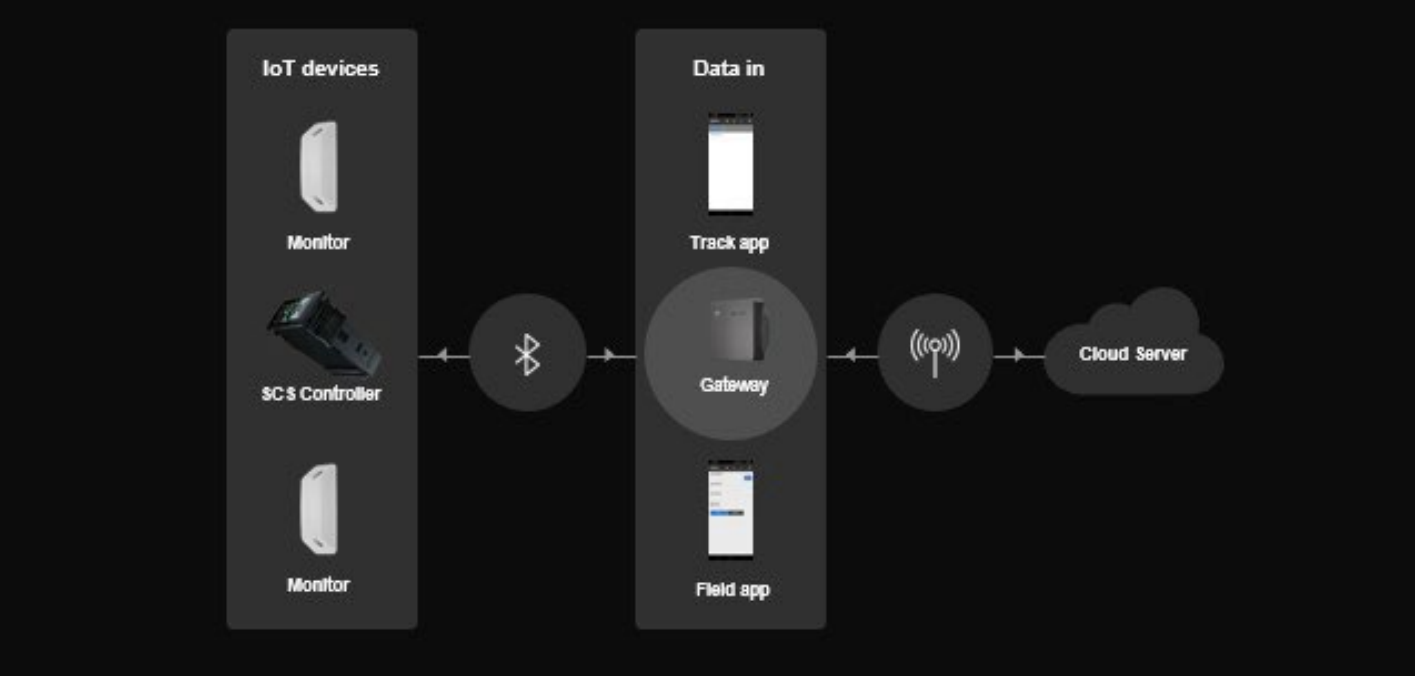 IoT devices
Monitor
SCS Controller
Monitor
Data in
Track app
Gateway
Field app
Cloud Server